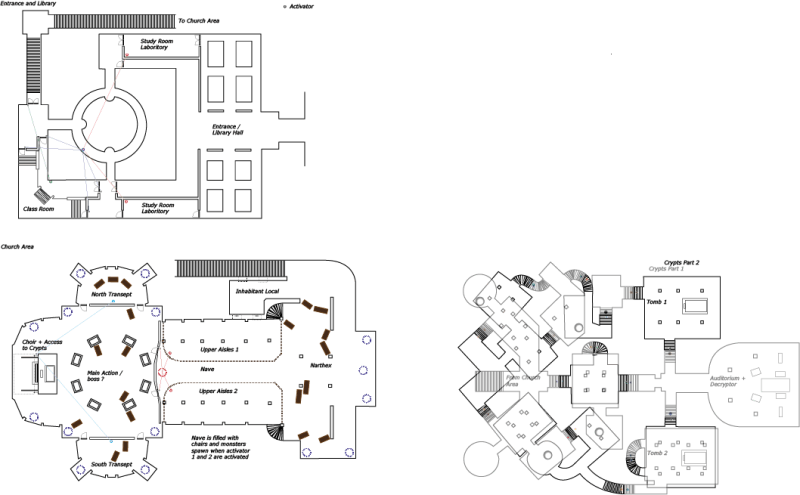 Entrance and Library
Activator
To Church Area
Study Room
Laboritory
Entrance /
Library Hall
Class Room
Study Room
Laboritory
Church Area
North Transept
Inhabitant Local
Choir + Access
to Crypts
Main Action /
boss ?
Upper Aisles 1
Nave
Narthex
Upper Aisles 2
Nave is filled with
chairs and monsters
spawn when activator
1 and 2 are activated
South Transept
Crypts Part 2
Crypts Part 1
Tomb 1
From Church
Area
Auditorium +
Decryptor
Tomb 2